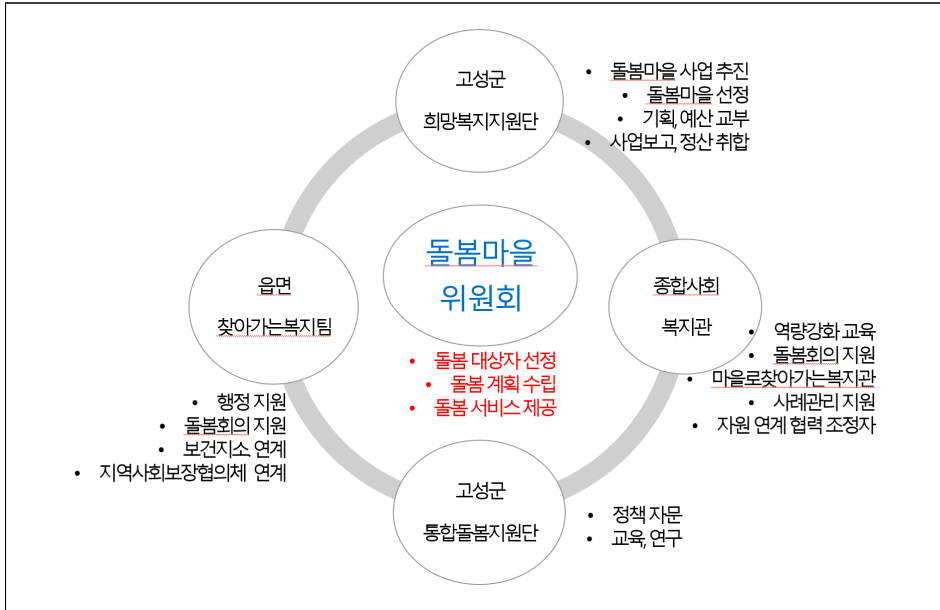 고성군
희망복지지원단
• 돌봄마을 사업 추진
• 돌봄마을 선정
• 기획, 예산 교부
• 사업보고, 정산 취합
돌봄마을
위원회
• 돌봄 대상자 선정
• 돌봄 계획 수립
• 돌봄 서비스 제공
읍면
찾아가는복지팀
• 행정 지원
• 돌봄회의 지원
• 보건지소 연계
• 지역사회보장협의체 연계
종합사회
복지관
• 역량강화 교육
• 돌봄회의 지원
• 마을로찾아가는복지관
• 사례관리 지원
• 자원 연계 협력 조정자
고성군
통합돌봄지원단
• 정책 자문
• 교육, 연구